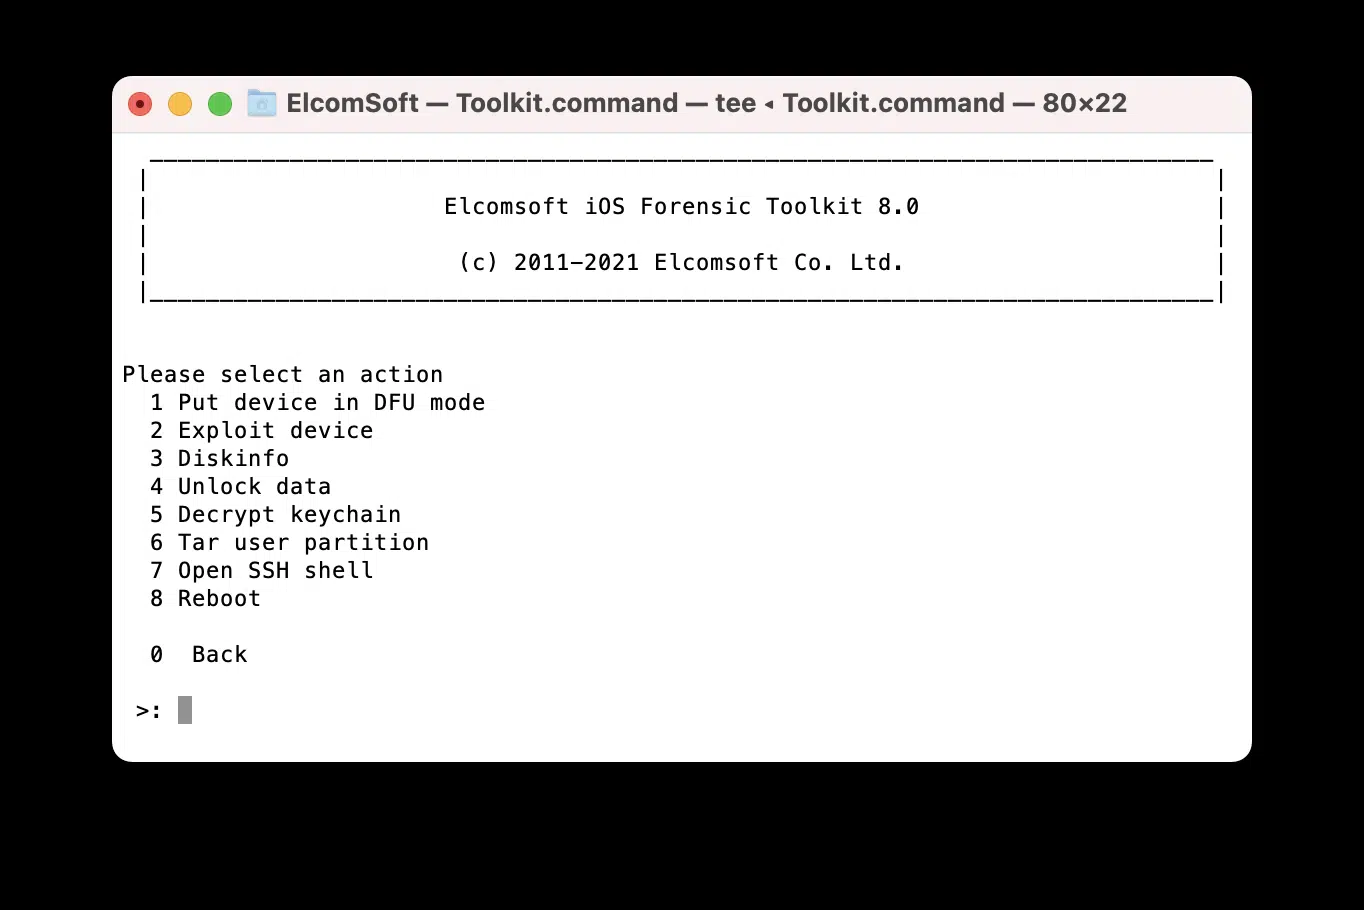 ElcomSoft — Toolkit.command — tee ◂ Toolkit.command — 80×22
Elcomsoft iOS Forensic Toolkit 8.0
(c) 2011-2021 Elcomsoft Co. Ltd.
Please select an action
1 Put device in DFU mode
2 Exploit device
3 Diskinfo
4 Unlock data
5 Decrypt keychain
6 Tar user partition
7 Open SSH shell
8 Reboot
0 Back
>: